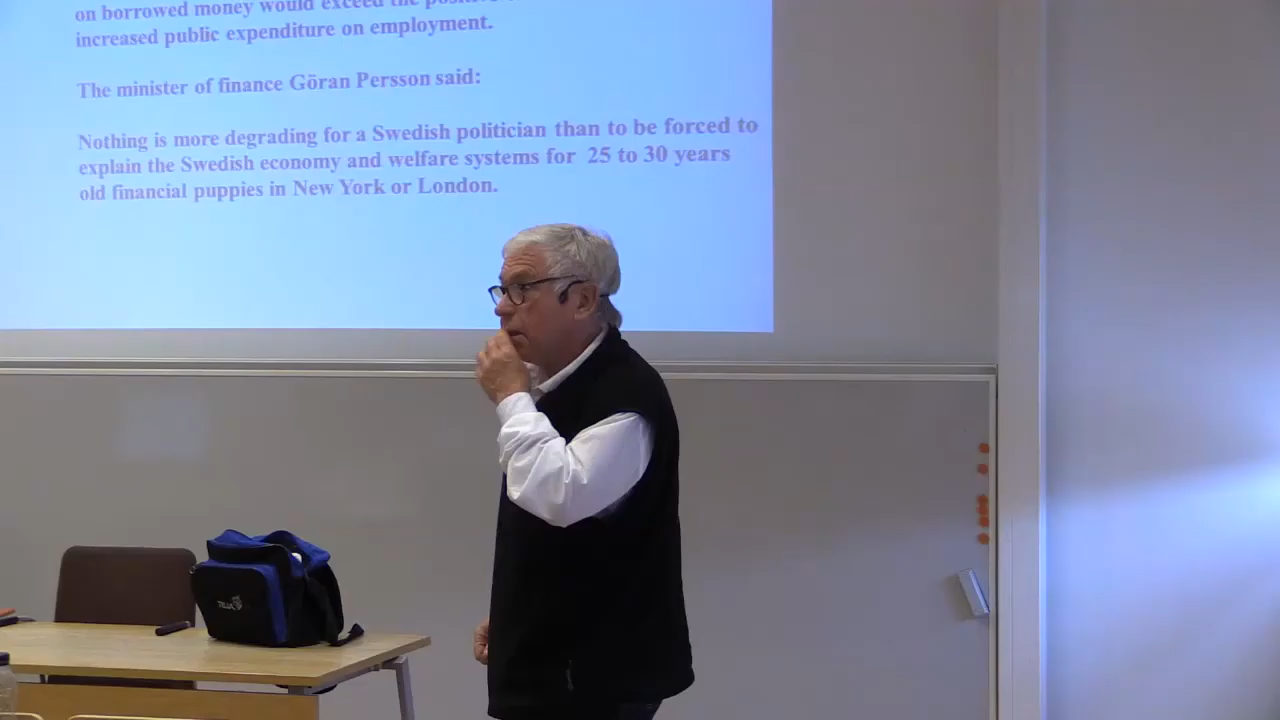 on borrowed money would exceed the
increased public expenditure on employment.
The minister of finance Göran Persson said:
Nothing is more degrading for a Swedish politician than to be forced to
explain the Swedish economy and welfare systems for 25 to 30 years
old financial puppies in New York or London.
TELIA